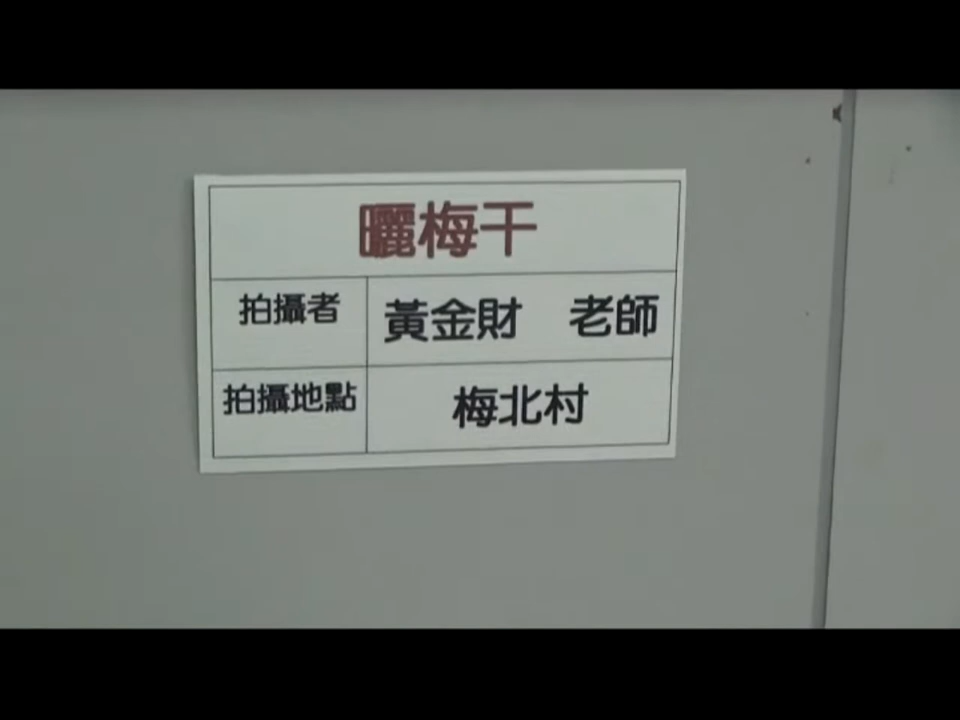 曬梅干
拍攝者 黃金財 老師
拍攝地點 梅北村